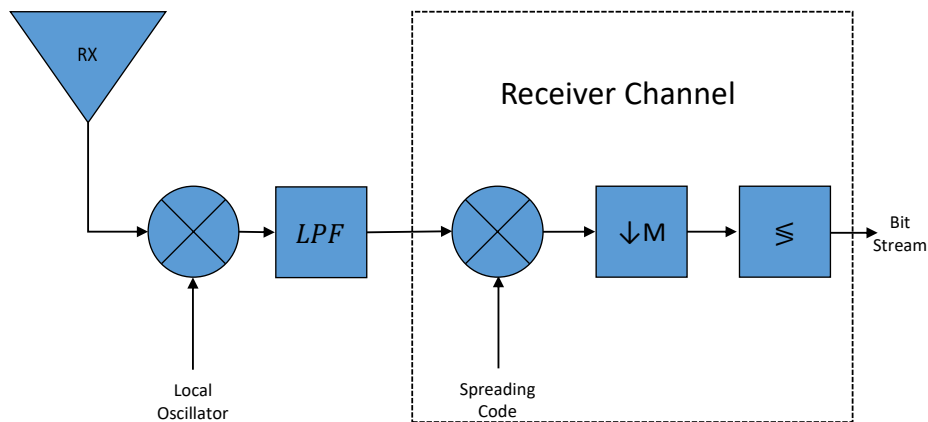 RX
Receiver Channel
LPF
↓M
≶
Bit
Stream
Local
Oscillator
Spreading
Code